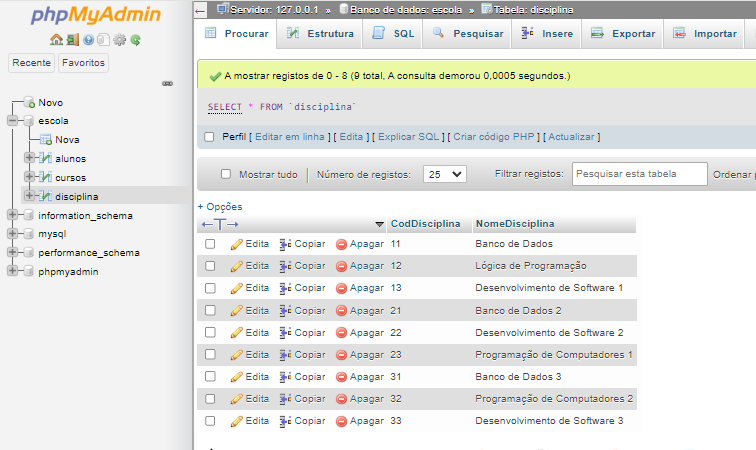 phpMyAdmin
Recente Favoritos
Novo
escola
Nova
alunos
cursos
disciplina
information_schema
mysql
performance_schema
phpmyadmin
Servidor: 127.0.0.1 » Banco de dados: escola » Tabela: disciplina
Procurar Estrutura SQL Pesquisar Insere Exportar Importar
A mostrar registos de 0 - 8 (9 total, A consulta demorou 0,0005 segundos.)
SELECT * FROM `disciplina`
Perfil [ Editar em linha ] [ Edita ] [ Explicar SQL ] [ Criar código PHP ] [ Actualizar ]
Mostrar tudo | Número de registos: 25 Filtrar registos: Pesquisar esta tabela Ordenar
+ Opções
←T→ CodDisciplina NomeDisciplina
Edita Copiar Apagar 11 Banco de Dados
Edita Copiar Apagar 12 Lógica de Programação
Edita Copiar Apagar 13 Desenvolvimento de Software 1
Edita Copiar Apagar 21 Banco de Dados 2
Edita Copiar Apagar 22 Desenvolvimento de Software 2
Edita Copiar Apagar 23 Programação de Computadores 1
Edita Copiar Apagar 31 Banco de Dados 3
Edita Copiar Apagar 32 Programação de Computadores 2
Edita Copiar Apagar 33 Desenvolvimento de Software 3